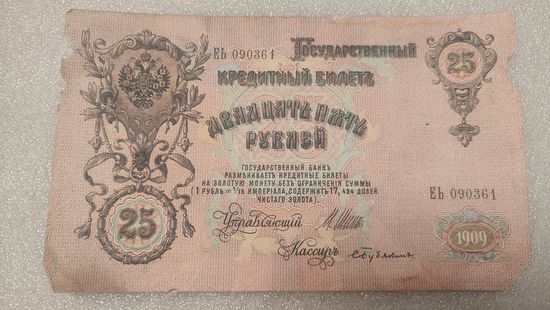 ЕЬ 090361
Государственный
25
Кредитный Билетъ
Двадцать пять
рублей
Государственный Банкъ
размѣниваетъ кредитные билеты
на золотую монету безъ ограниченія суммы
(1 рубль = 1/15 имперіала, содержитъ 17,424 долей
чистаго золота).
ЕЬ 090361
25
Управляющій
Кассиръ
1909